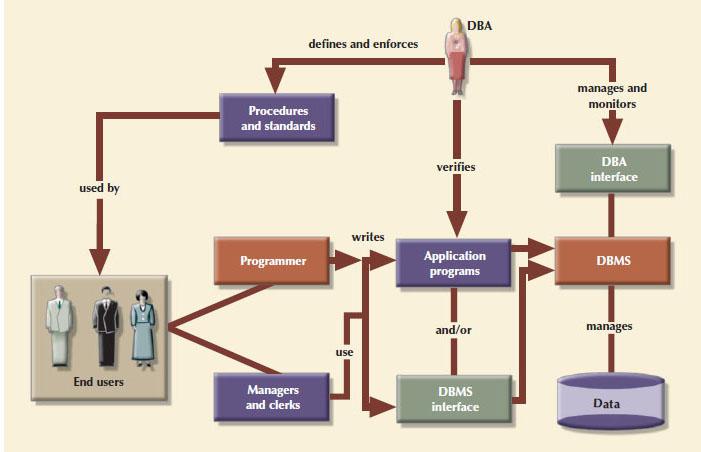 DBA
defines and enforces
manages and
monitors
Procedures
and standards
verifies
DBA
interface
used by
writes
Programmer
Application
programs
DBMS
and/or
manages
use
End users
Managers
and clerks
DBMS
interface
Data